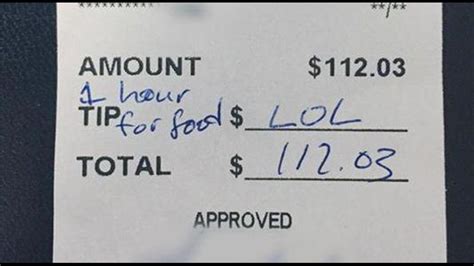 ************ **/**
AMOUNT $112.03
1 hour
TIP for food $ LOL
TOTAL $ 112.03
APPROVED